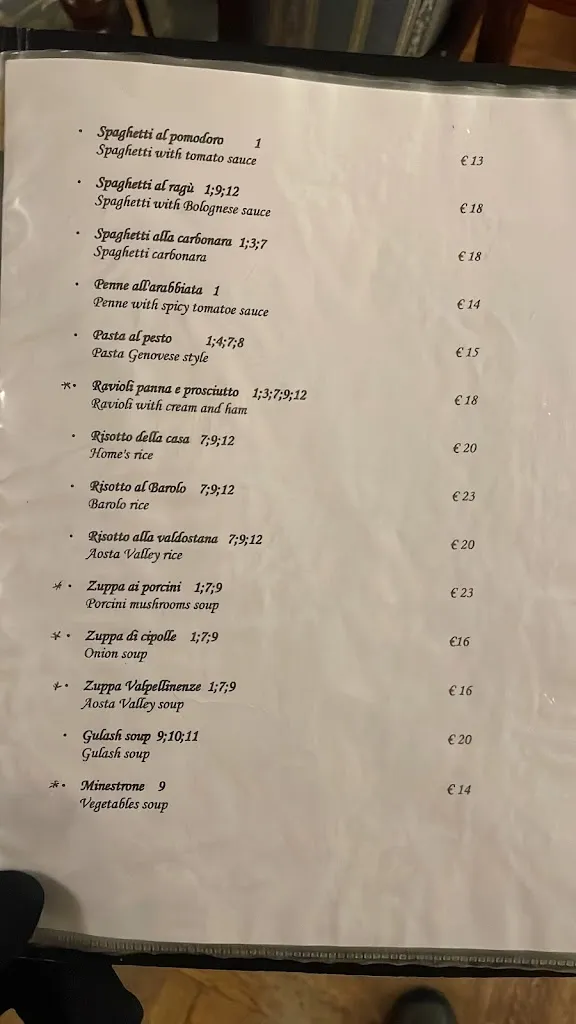 • Spaghetti al pomodoro 1
Spaghetti with tomato sauce € 13
• Spaghetti al ragù 1;9;12
Spaghetti with Bolognese sauce € 18
• Spaghetti alla carbonara 1;3;7
Spaghetti carbonara € 18
• Penne all'arabbiata 1
Penne with spicy tomatoe sauce € 14
• Pasta al pesto 1;4;7;8
Pasta Genovese style € 15
*• Ravioli panna e prosciutto 1;3;7;9;12
Ravioli with cream and ham € 18
• Risotto della casa 7;9;12
Home's rice € 20
• Risotto al Barolo 7;9;12
Barolo rice € 23
• Risotto alla valdostana 7;9;12
Aosta Valley rice € 20
* • Zuppa ai porcini 1;7;9
Porcini mushrooms soup € 23
* • Zuppa di cipolle 1;7;9
Onion soup €16
* • Zuppa Valpellinenze 1;7;9
Aosta Valley soup € 16
• Gulash soup 9;10;11
Gulash soup € 20
*• Minestrone 9
Vegetables soup € 14